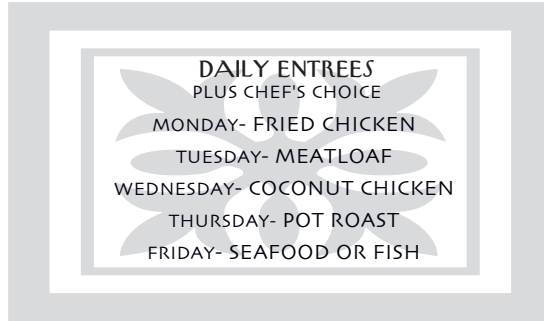 DAILY ENTREES
PLUS CHEF'S CHOICE
MONDAY- FRIED CHICKEN
TUESDAY- MEATLOAF
WEDNESDAY- COCONUT CHICKEN
THURSDAY- POT ROAST
FRIDAY- SEAFOOD OR FISH